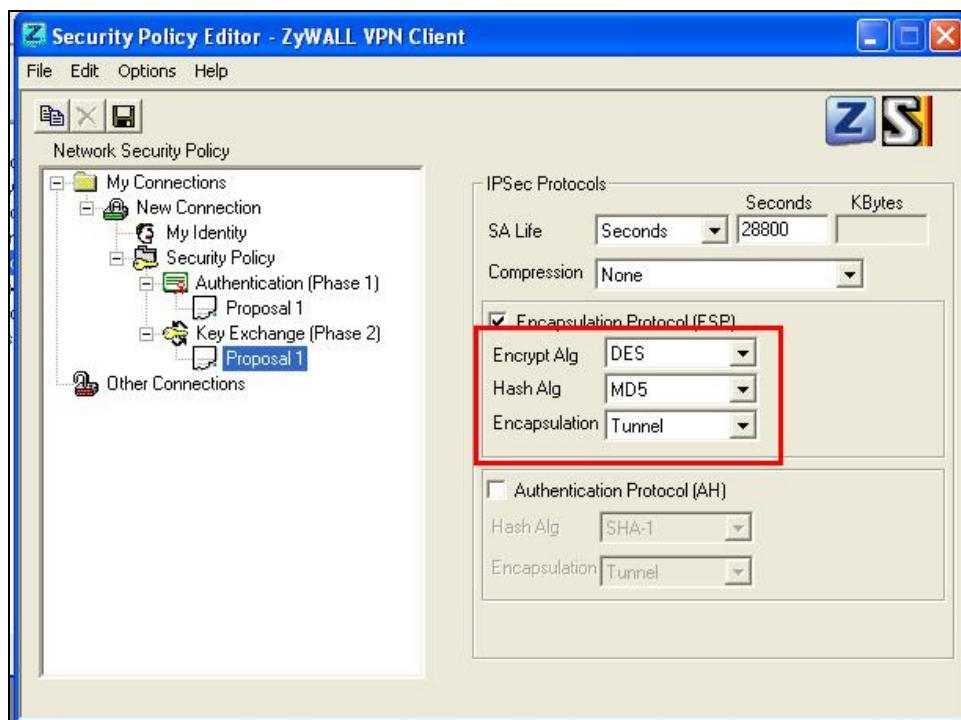 Security Policy Editor - ZyWALL VPN Client
File Edit Options Help
Network Security Policy
My Connections
New Connection
My Identity
Security Policy
Authentication (Phase 1)
Proposal 1
Key Exchange (Phase 2)
Proposal 1
Other Connections
IPSec Protocols
Seconds KBytes
SA Life Seconds 28800
Compression None
Encapsulation Protocol (ESP)
Encrypt Alg DES
Hash Alg MD5
Encapsulation Tunnel
Authentication Protocol (AH)
Hash Alg SHA-1
Encapsulation Tunnel